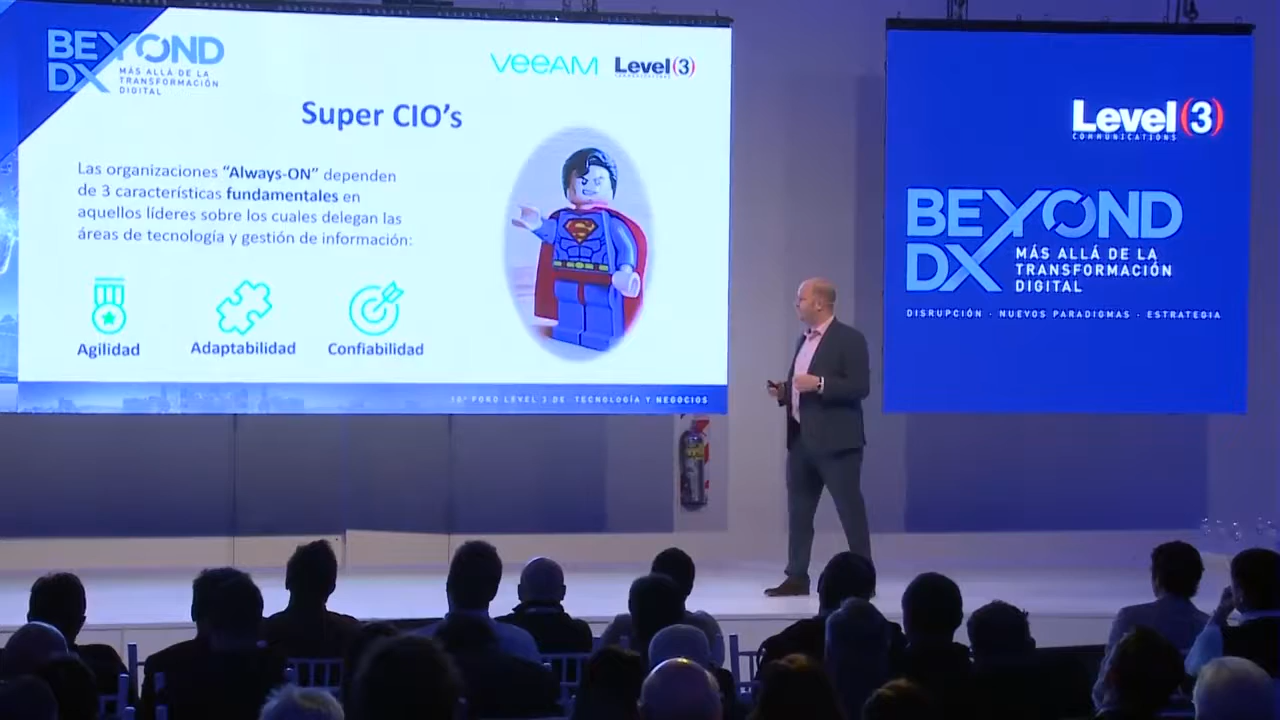 BEYOND
DX
MÁS ALLÁ DE LA
TRANSFORMACIÓN
DIGITAL
veeAM
Level(3)
COMMUNICATIONS
Super CIO's
Las organizaciones “Always-ON” dependen
de 3 características fundamentales en
aquellos líderes sobre los cuales delegan las
áreas de tecnología y gestión de información:
Agilidad
Adaptabilidad
Confiabilidad
FORO LEVEL 3 DE TECNOLOGÍA Y NEGOCIOS
Level(3)
COMMUNICATIONS
BEYOND
DX
MÁS ALLÁ DE LA
TRANSFORMACIÓN
DIGITAL
DISRUPCIÓN · NUEVOS PARADIGMAS · ESTRATEGIA